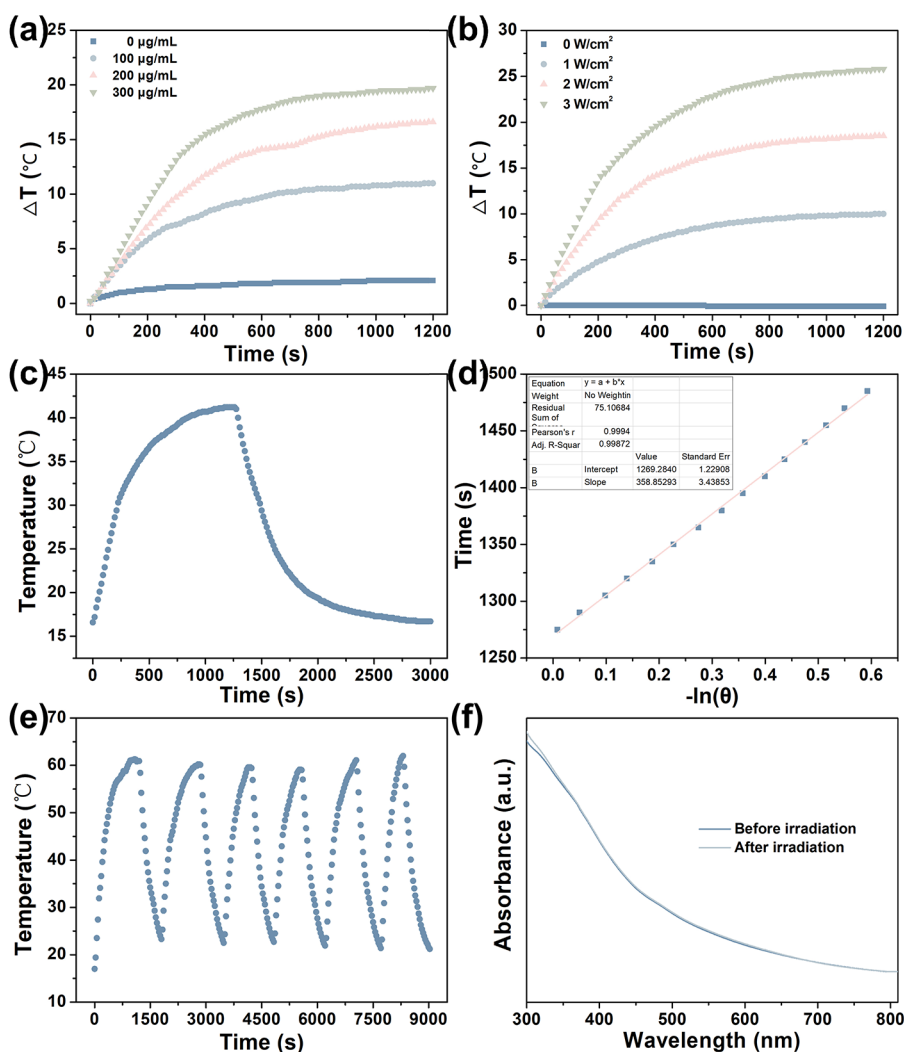 (a)
25
20
15
10
5
0
△T (℃)
0 μg/mL
100 μg/mL
200 μg/mL
300 μg/mL
0 200 400 600 800 1000 1200
Time (s)
(b)
30
25
20
15
10
5
0
△T (℃)
0 W/cm²
1 W/cm²
2 W/cm²
3 W/cm²
0 200 400 600 800 1000 1200
Time (s)
(c)
45
40
35
30
25
20
15
Temperature (℃)
0 500 1000 1500 2000 2500 3000
Time (s)
(d)
1500
1450
1400
1350
1300
1250
Time (s)
Equation y = a + b*x
Weight No Weightin
Residual 75.10684
Sum of
Pearson's r 0.9994
Adj. R-Squar 0.99872
Value Standard Err
B Intercept 1269.2840 1.22908
B Slope 358.85293 3.43853
0.0 0.1 0.2 0.3 0.4 0.5 0.6
-ln(θ)
(e)
70
60
50
40
30
20
10
Temperature (℃)
0 1500 3000 4500 6000 7500 9000
Time (s)
(f)
Absorbance (a.u.)
Before irradiation
After irradiation
300 400 500 600 700 800
Wavelength (nm)